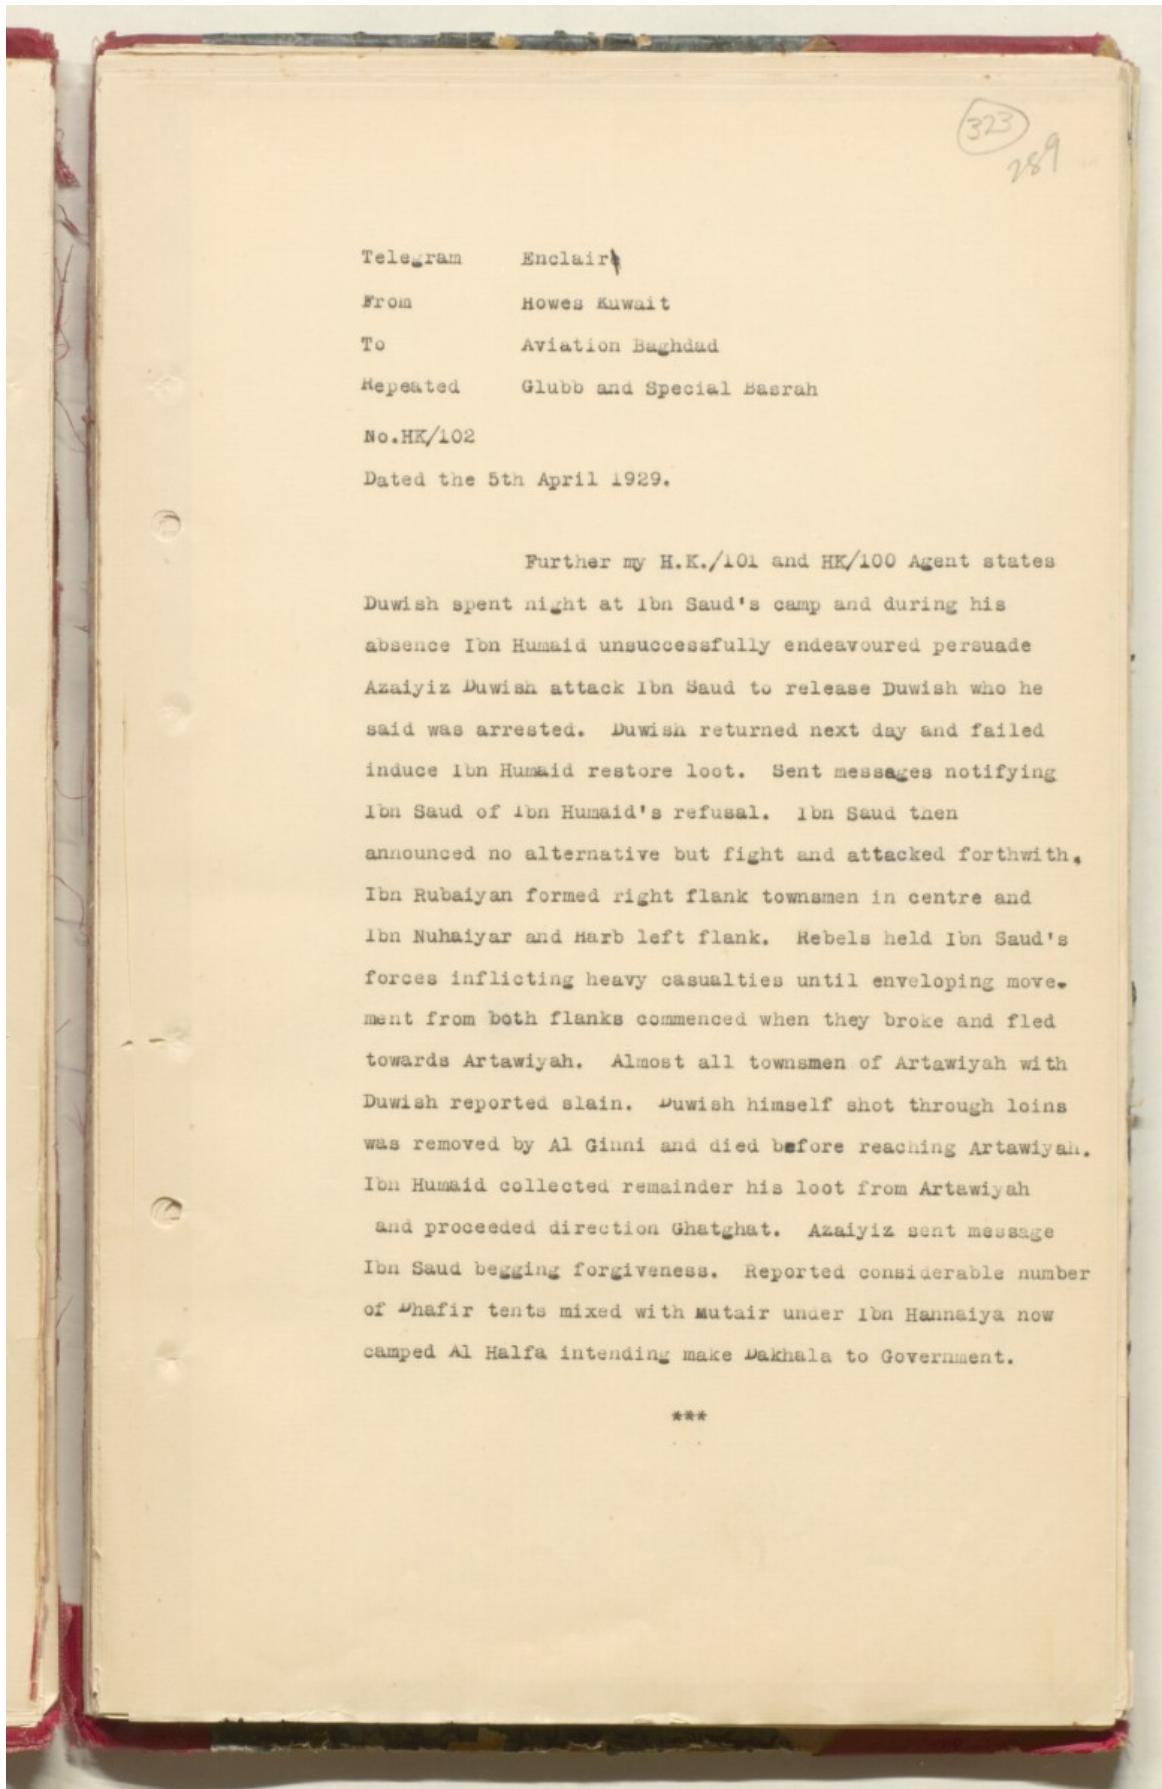 323
289
Telegram Enclair
From Howes Kuwait
To Aviation Baghdad
Repeated Glubb and Special Basrah
No.HK/102
Dated the 5th April 1929.
Further my H.K./101 and HK/100 Agent states
Duwish spent night at Ibn Saud's camp and during his
absence Ibn Humaid unsuccessfully endeavoured persuade
Azaiyiz Duwish attack Ibn Saud to release Duwish who he
said was arrested. Duwish returned next day and failed
induce Ibn Humaid restore loot. Sent messages notifying
Ibn Saud of Ibn Humaid's refusal. Ibn Saud then
announced no alternative but fight and attacked forthwith.
Ibn Rubaiyan formed right flank townsmen in centre and
Ibn Nuhaiyar and Harb left flank. Rebels held Ibn Saud's
forces inflicting heavy casualties until enveloping move-
ment from both flanks commenced when they broke and fled
towards Artawiyah. Almost all townsmen of Artawiyah with
Duwish reported slain. Duwish himself shot through loins
was removed by Al Ginni and died before reaching Artawiyah.
Ibn Humaid collected remainder his loot from Artawiyah
and proceeded direction Ghatghat. Azaiyiz sent message
Ibn Saud begging forgiveness. Reported considerable number
of Dhafir tents mixed with Mutair under Ibn Hannaiya now
camped Al Halfa intending make Dakhala to Government.
***